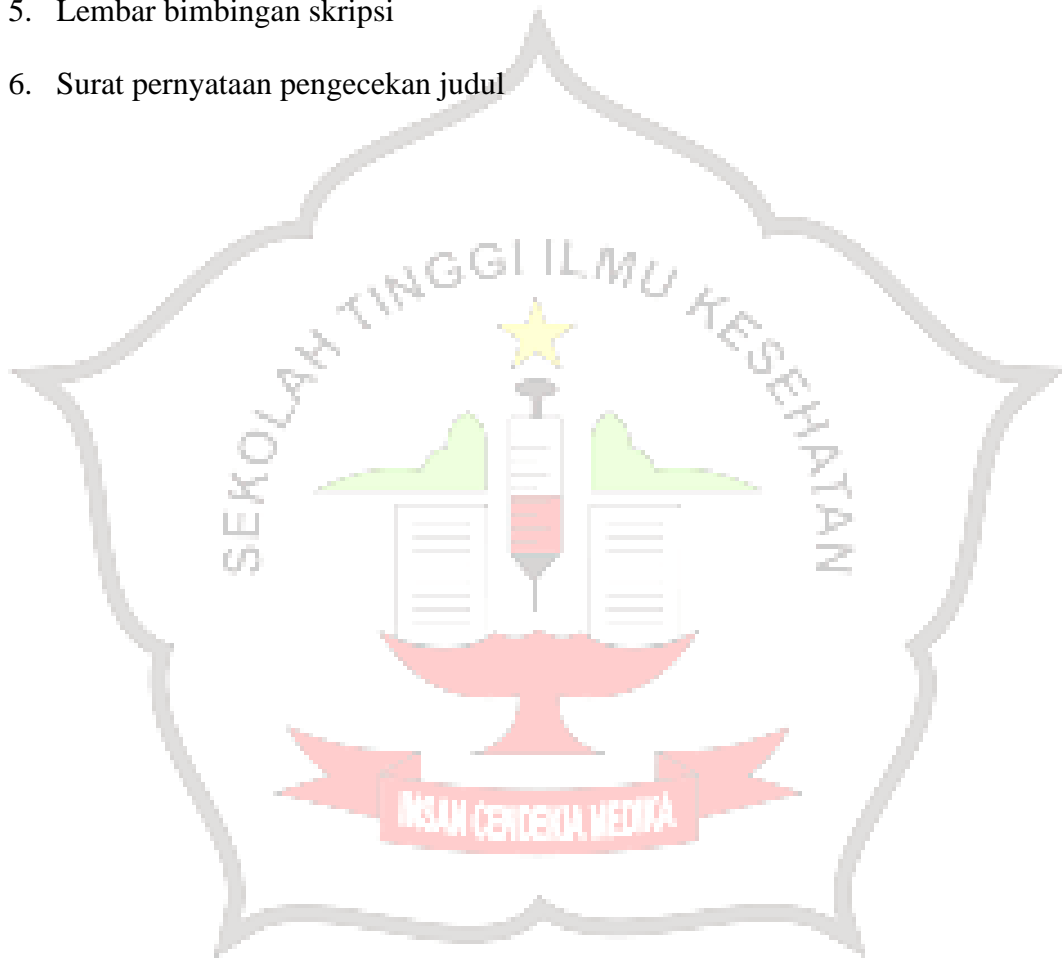 5. Lembar bimbingan skripsi
6. Surat pernyataan pengecekan judul
SEKOLAH TINGGI ILMU KESEHATAN
INSAN CENDEKIA MEDIKA